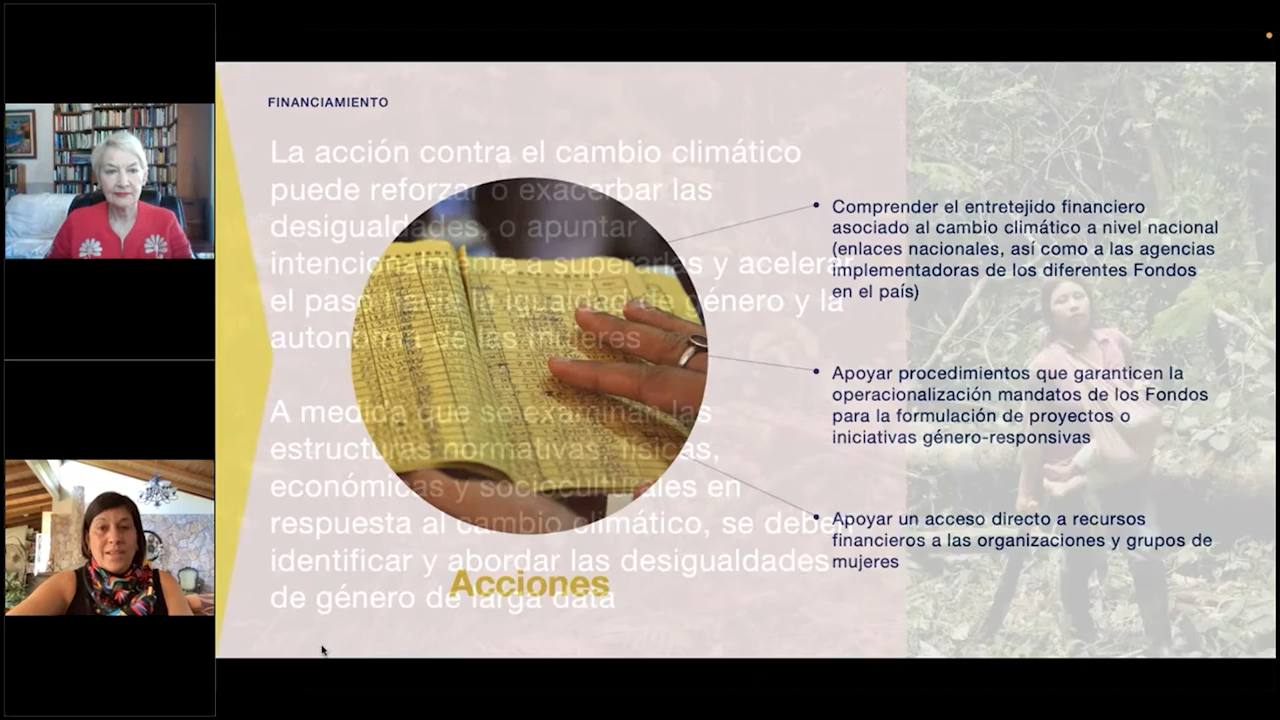 FINANCIAMIENTO
La acción contra el cambio climático
puede reforzar o exacerbar las
desigualdades, o apuntar
intencionalmente a superarlas y acelerar
el paso hacia la igualdad de género y la
autonomía de las mujeres
A medida que se examinan las
estructuras normativas, físicas,
económicas y socioculturales en
respuesta al cambio climático, se deben
identificar y abordar las desigualdades
de género de larga data
Acciones
Comprender el entretejido financiero
asociado al cambio climático a nivel nacional
(enlaces nacionales, así como a las agencias
implementadoras de los diferentes Fondos
en el país)
Apoyar procedimientos que garanticen la
operacionalización mandatos de los Fondos
para la formulación de proyectos o
iniciativas género-responsivas
Apoyar un acceso directo a recursos
financieros a las organizaciones y grupos de
mujeres